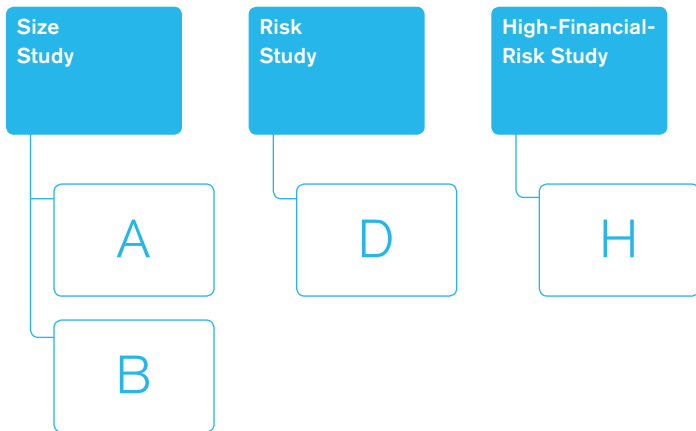 Size
Study
Risk
Study
High-Financial-
Risk Study
A
D
H
B